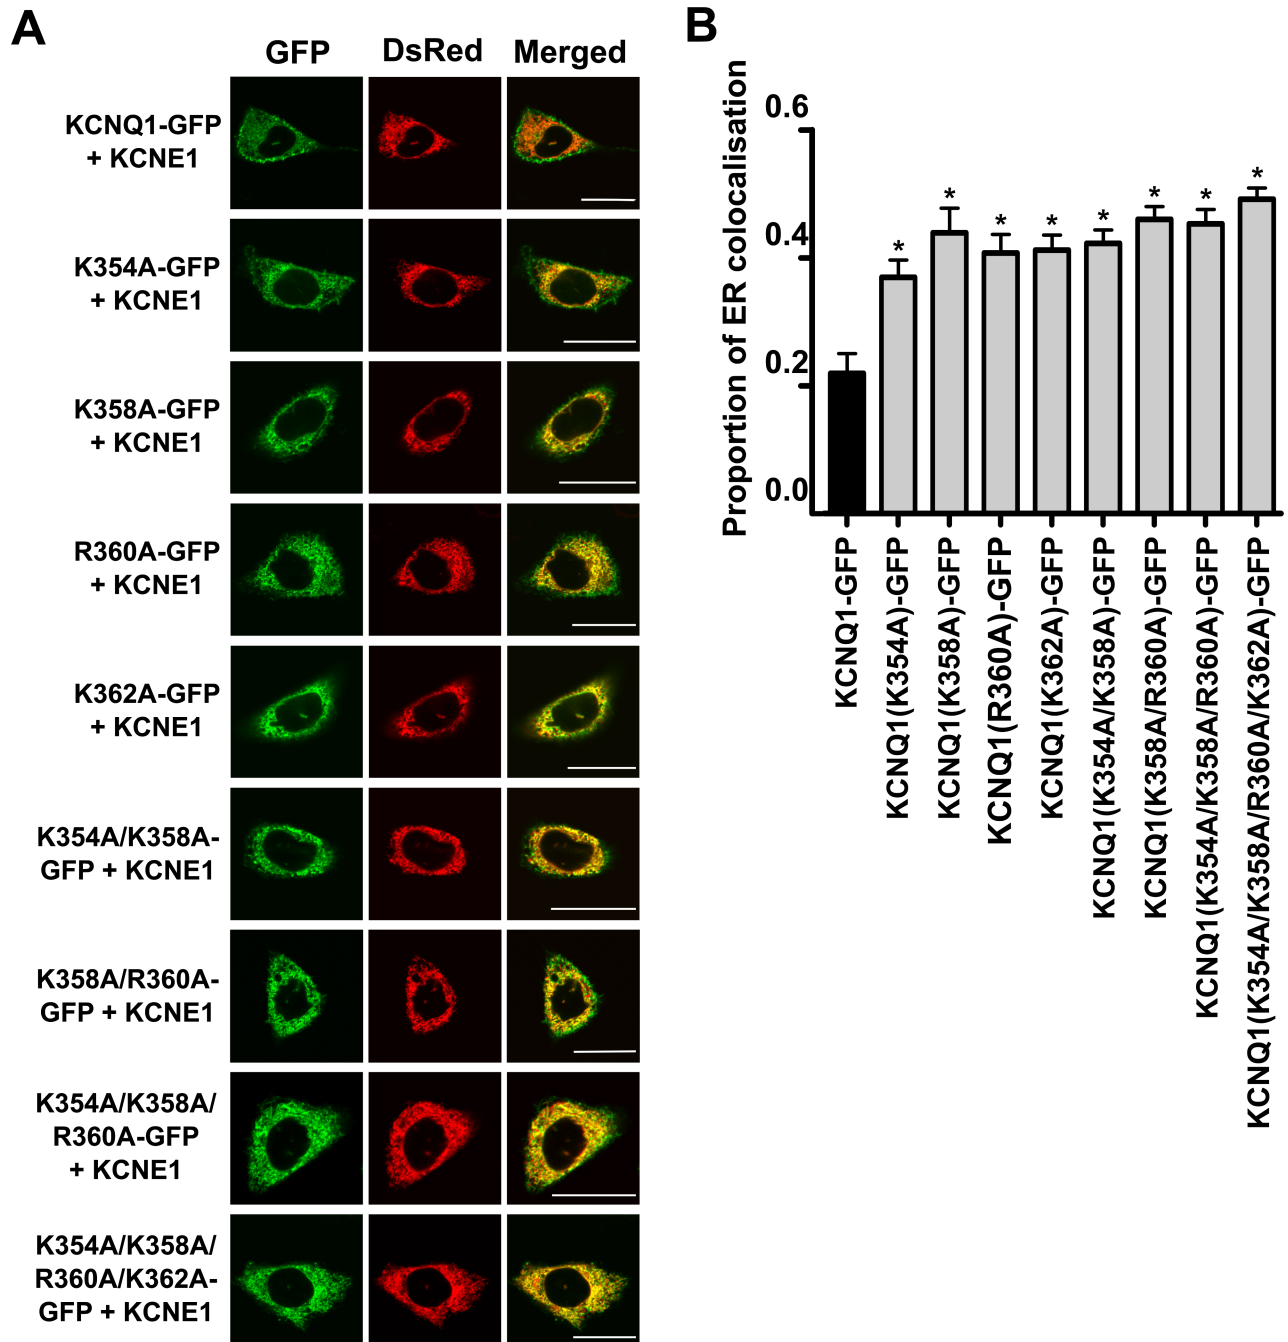 A
GFP
DsRed
Merged
KCNQ1-GFP
+ KCNE1
K354A-GFP
+ KCNE1
K358A-GFP
+ KCNE1
R360A-GFP
+ KCNE1
K362A-GFP
+ KCNE1
K354A/K358A-
GFP + KCNE1
K358A/R360A-
GFP + KCNE1
K354A/K358A/
R360A-GFP
+ KCNE1
K354A/K358A/
R360A/K362A-
GFP + KCNE1
B
Proportion of ER colocalisation
0.6
0.4
0.2
0.0
* * * * * * * *
KCNQ1-GFP
KCNQ1(K354A)-GFP
KCNQ1(K358A)-GFP
KCNQ1(R360A)-GFP
KCNQ1(K362A)-GFP
KCNQ1(K354A/K358A)-GFP
KCNQ1(K358A/R360A)-GFP
KCNQ1(K354A/K358A/R360A)-GFP
KCNQ1(K354A/K358A/R360A/K362A)-GFP